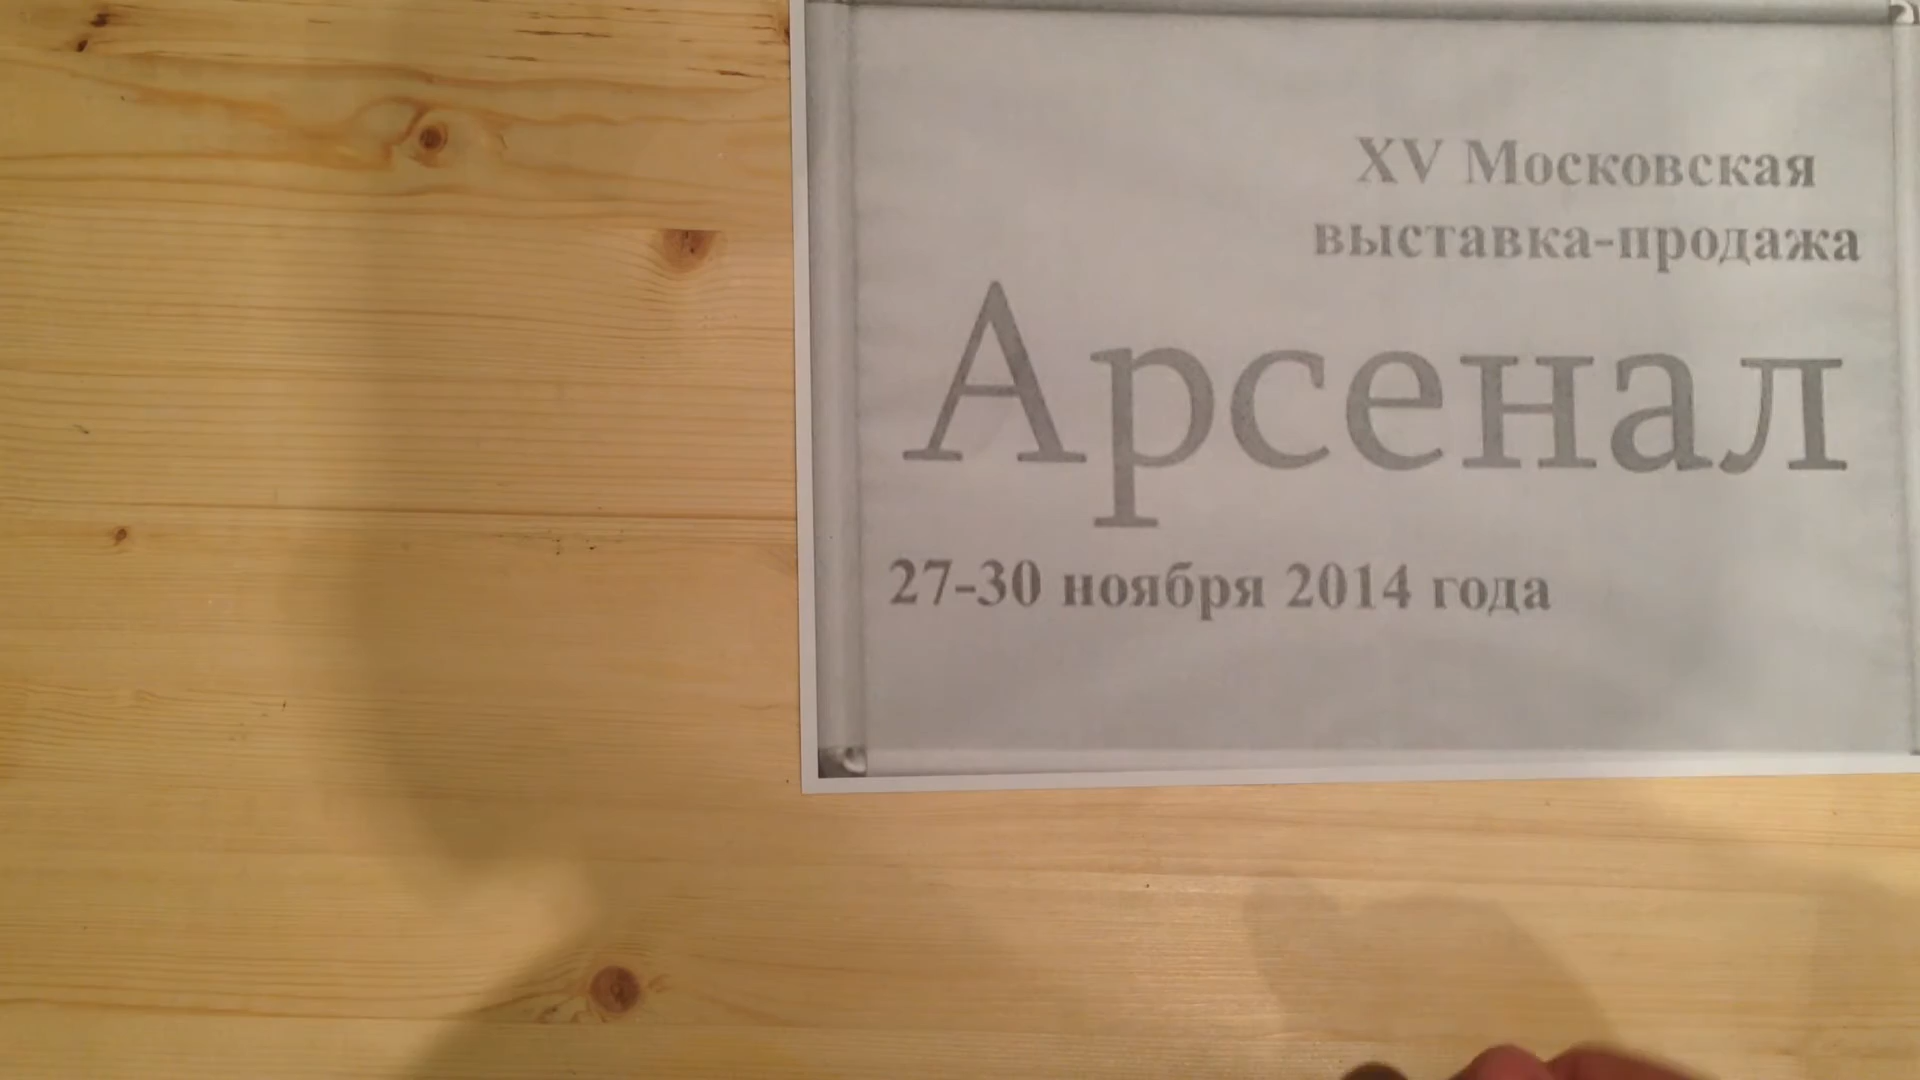 XV Московская
выставка-продажа
Арсенал
27-30 ноября 2014 года